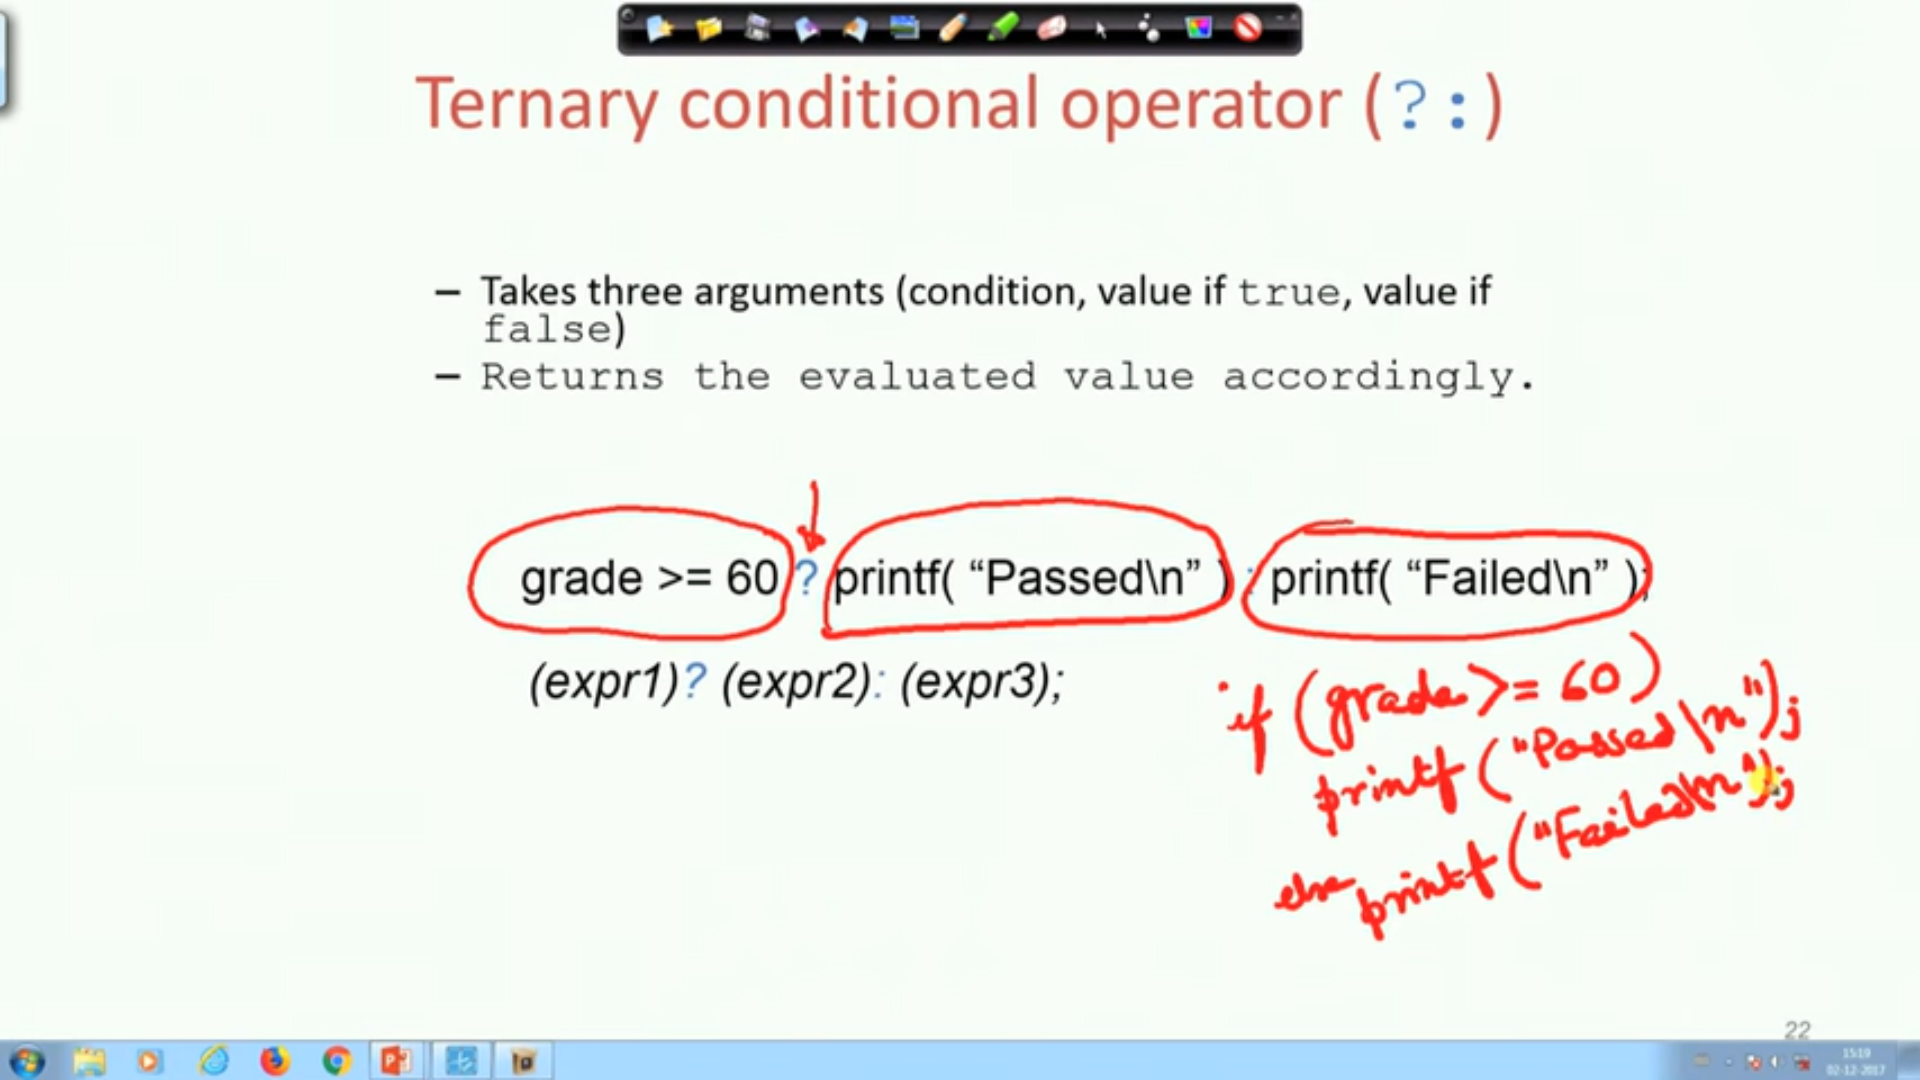 Ternary conditional operator (?:)
– Takes three arguments (condition, value if true, value if
false)
– Returns the evaluated value accordingly.
grade >= 60 ? printf( “Passed\n” ) : printf( “Failed\n” );
(expr1)? (expr2): (expr3);
if (grade >= 60)
printf ("Passed\n");
else printf ("Failed\n");
22
15:19
02-12-2017